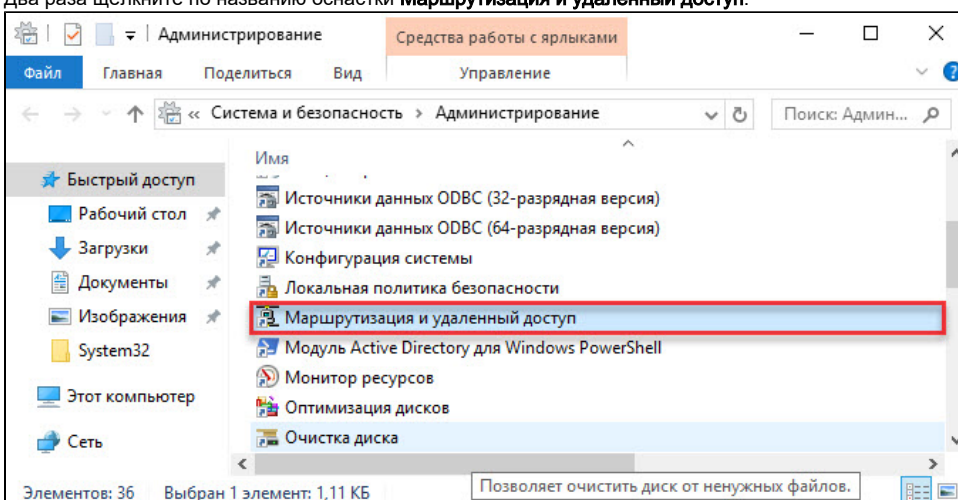 Два раза щелкните по названию оснастки Маршрутизация и удаленный доступ.
Администрирование
Средства работы с ярлыками
Файл Главная Поделиться Вид Управление
« Система и безопасность › Администрирование
Поиск: Админ...
Имя
Быстрый доступ
Рабочий стол
Загрузки
Документы
Изображения
System32
Этот компьютер
Сеть
Источники данных ODBC (32-разрядная версия)
Источники данных ODBC (64-разрядная версия)
Конфигурация системы
Локальная политика безопасности
Маршрутизация и удаленный доступ
Модуль Active Directory для Windows PowerShell
Монитор ресурсов
Оптимизация дисков
Очистка диска
Позволяет очистить диск от ненужных файлов.
Элементов: 36 Выбран 1 элемент: 1,11 КБ